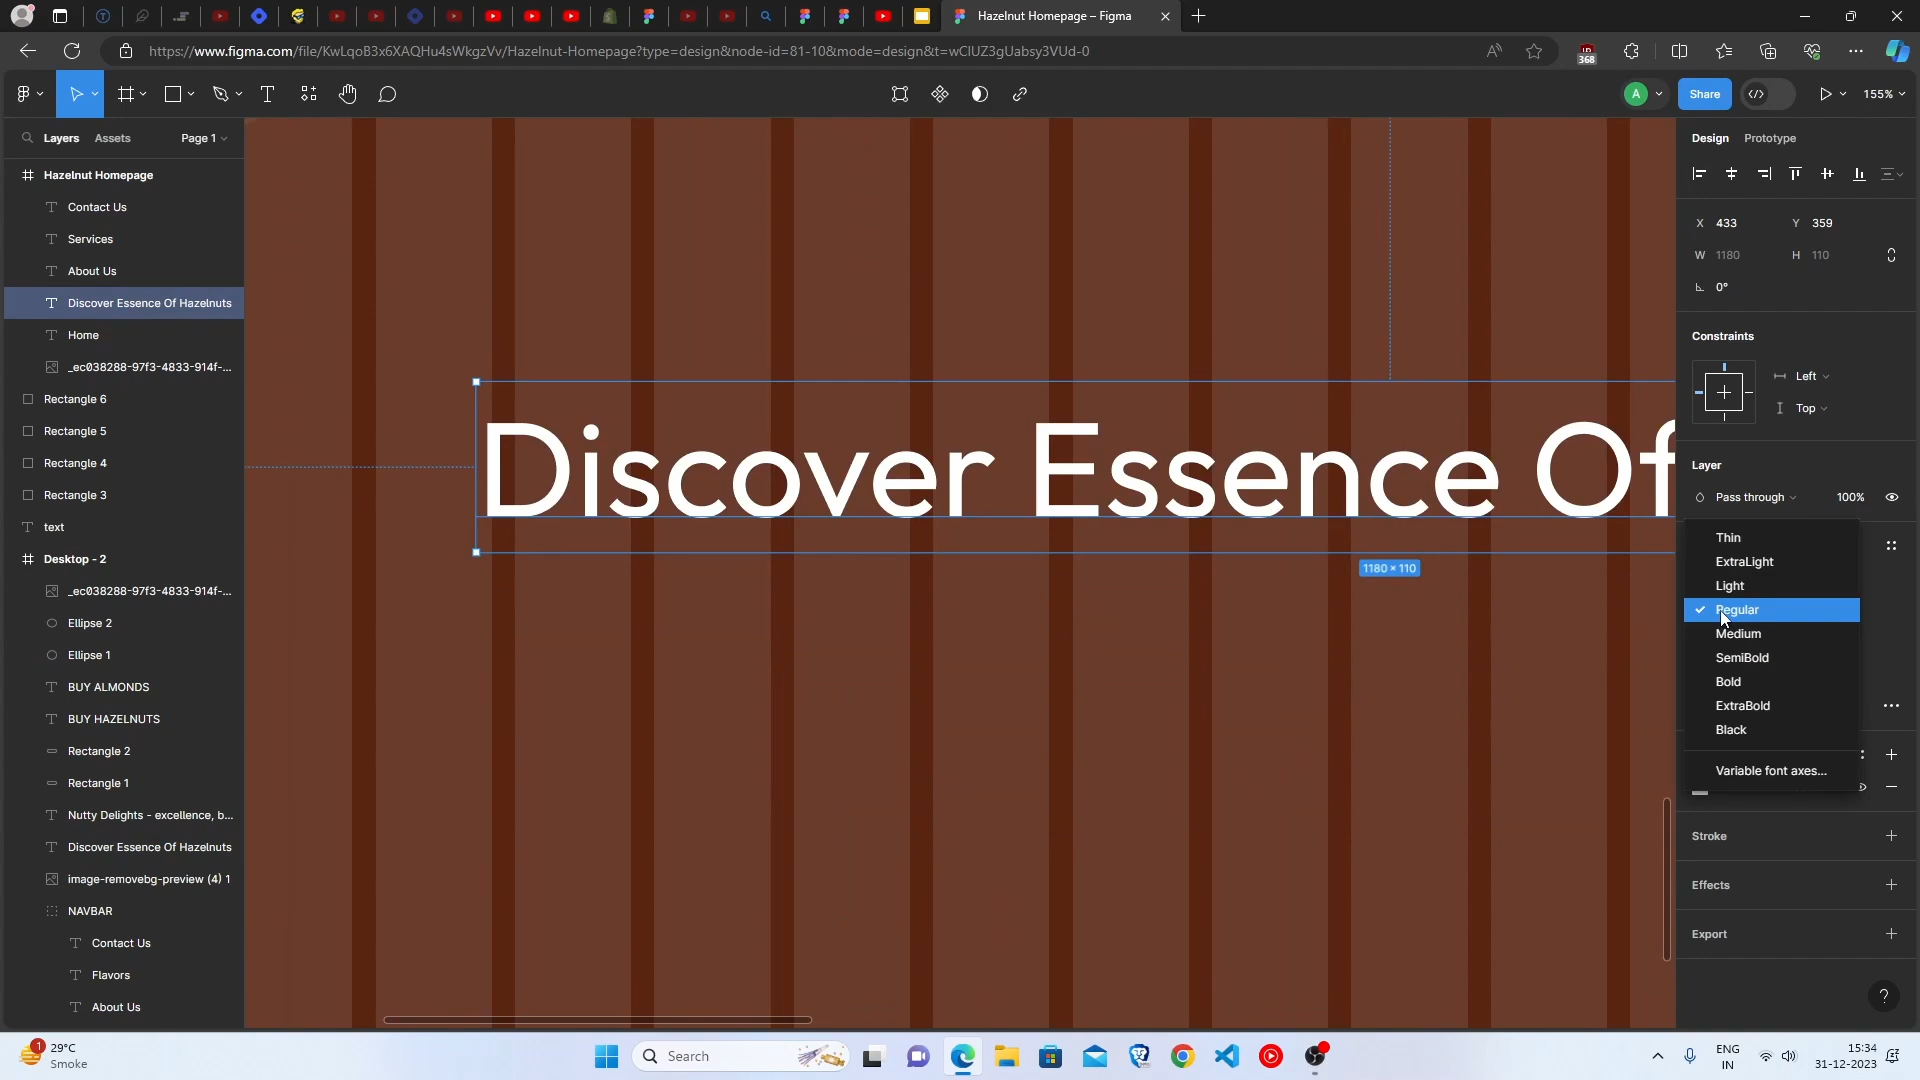 Hazelnut Homepage – Figma
https://www.figma.com/file/KwLqoB3x6XAQHu4sWkgzVv/Hazelnut-Homepage?type=design&node-id=81-10&mode=design&t=wCIUZ3gUabsy3VUd-0
368
A
Share
155%
Layers
Assets
Page 1
Design
Prototype
Hazelnut Homepage
Contact Us
Services
About Us
Discover Essence Of Hazelnuts
Home
_ec038288-97f3-4833-914f-...
Rectangle 6
Rectangle 5
Rectangle 4
Rectangle 3
text
Desktop - 2
_ec038288-97f3-4833-914f-...
Ellipse 2
Ellipse 1
BUY ALMONDS
BUY HAZELNUTS
Rectangle 2
Rectangle 1
Nutty Delights - excellence, b...
Discover Essence Of Hazelnuts
image-removebg-preview (4) 1
NAVBAR
Contact Us
Flavors
About Us
Discover Essence Of
1180 × 110
X 433
Y 359
W 1180
H 110
0°
Constraints
Left
Top
Layer
Pass through
100%
Thin
ExtraLight
Light
Regular
Medium
SemiBold
Bold
ExtraBold
Black
Variable font axes...
Stroke
Effects
Export
?
1
29°C
Smoke
Search
ENG
IN
15:34
31-12-2023